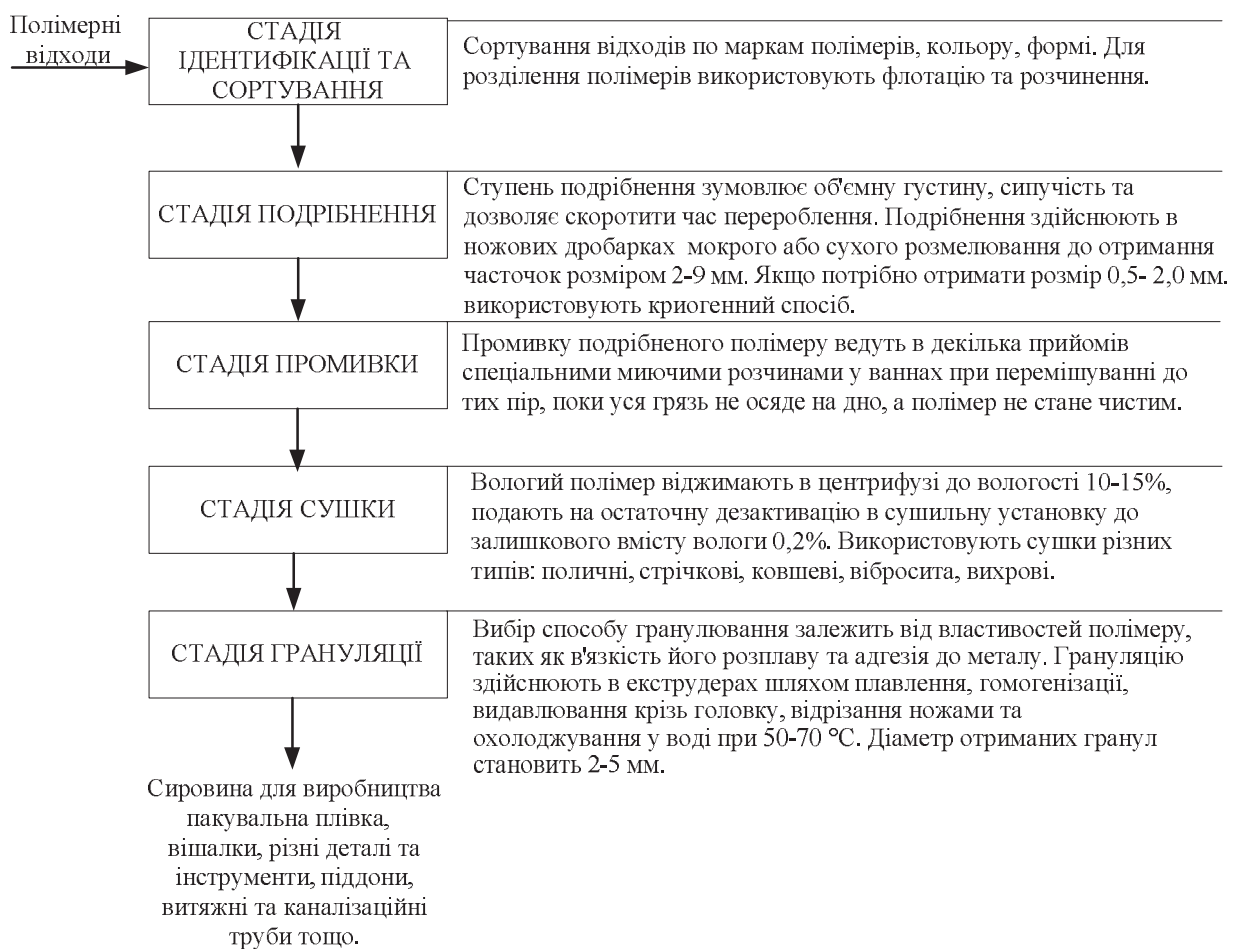 Полімерні
відходи
СТАДІЯ
ІДЕНТИФІКАЦІЇ ТА
СОРТУВАННЯ
Сортування відходів по маркам полімерів, кольору, формі. Для
розділення полімерів використовують флотацію та розчинення.
СТАДІЯ ПОДРІБНЕННЯ
Ступень подрібнення зумовлює об'ємну густину, сипучість та
дозволяє скоротити час перероблення. Подрібнення здійснюють в
ножових дробарках мокрого або сухого розмелювання до отримання
часточок розміром 2-9 мм. Якщо потрібно отримати розмір 0,5- 2,0 мм.
використовують криогенний спосіб.
СТАДІЯ ПРОМИВКИ
Промивку подрібненого полімеру ведуть в декілька прийомів
спеціальними миючими розчинами у ваннах при перемішуванні до
тих пір, поки уся грязь не осяде на дно, а полімер не стане чистим.
СТАДІЯ СУШКИ
Вологий полімер віджимають в центрифузі до вологості 10-15%,
подають на остаточну дезактивацію в сушильну установку до
залишкового вмісту вологи 0,2%. Використовують сушки різних
типів: поличні, стрічкові, ковшеві, вібросита, вихрові.
СТАДІЯ ГРАНУЛЯЦІЇ
Вибір способу гранулювання залежить від властивостей полімеру,
таких як в'язкість його розплаву та адгезія до металу. Грануляцію
здійснюють в екструдерах шляхом плавлення, гомогенізації,
видавлювання крізь головку, відрізання ножами та
охолоджування у воді при 50-70 °С. Діаметр отриманих гранул
становить 2-5 мм.
Сировина для виробництва
пакувальна плівка,
вішалки, різні деталі та
інструменти, піддони,
витяжні та каналізаційні
труби тощо.